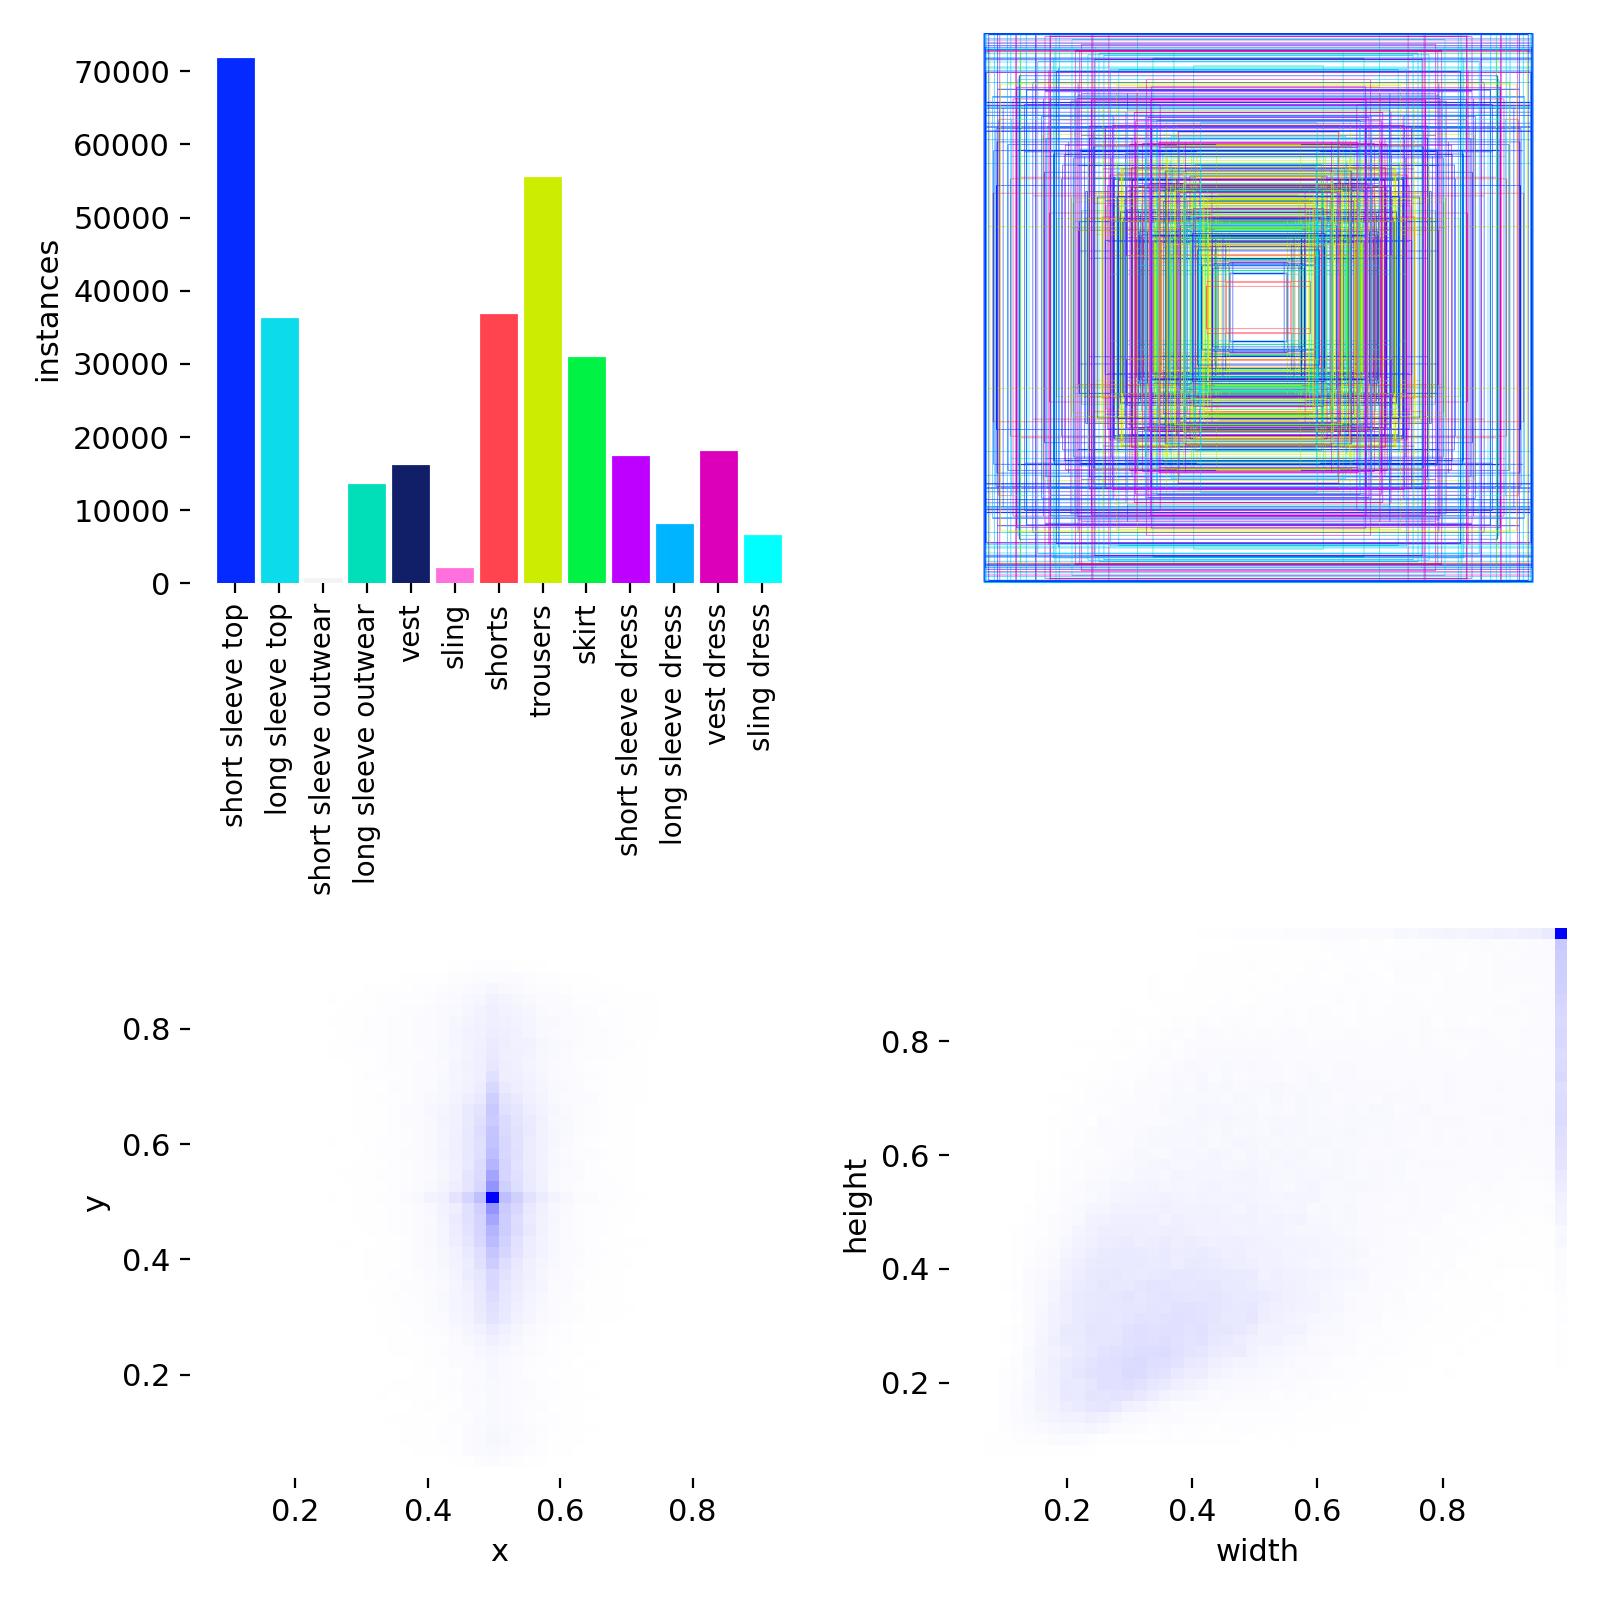 instances
70000
60000
50000
40000
30000
20000
10000
0
short sleeve top
long sleeve top
short sleeve outwear
long sleeve outwear
vest
sling
shorts
trousers
skirt
short sleeve dress
long sleeve dress
vest dress
sling dress
y
0.8
0.6
0.4
0.2
0.2 0.4 0.6 0.8
x
height
0.8
0.6
0.4
0.2
0.2 0.4 0.6 0.8
width